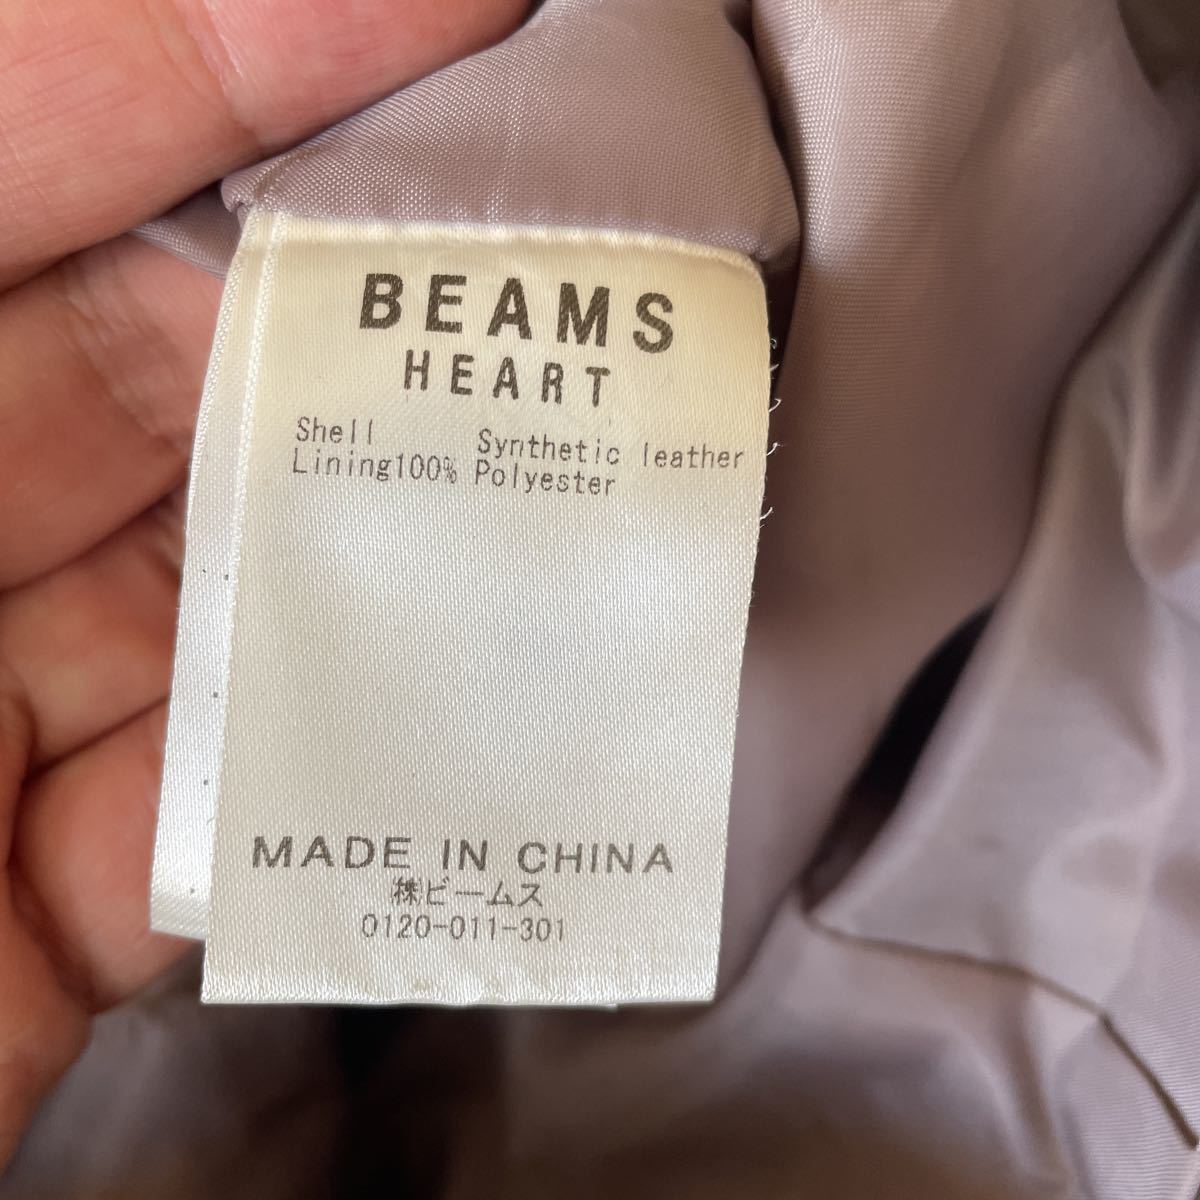 BEAMS
HEART
Shell Synthetic leather
Lining100% Polyester
MADE IN CHINA
㈱ビームス
0120-011-301